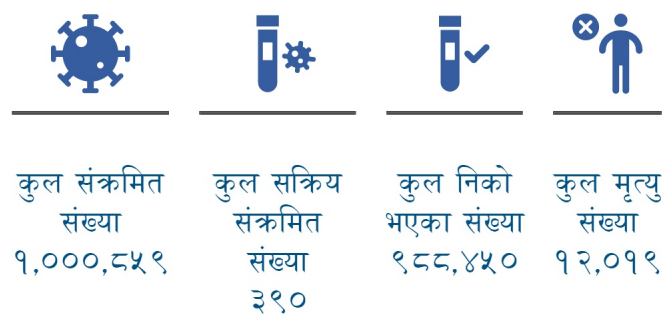 कुल संक्रमित
संख्या
१,०००,८५९
कुल सक्रिय
संक्रमित
संख्या
३९०
कुल निको
भएका संख्या
९८८,४५०
कुल मृत्यु
संख्या
१२,०१९